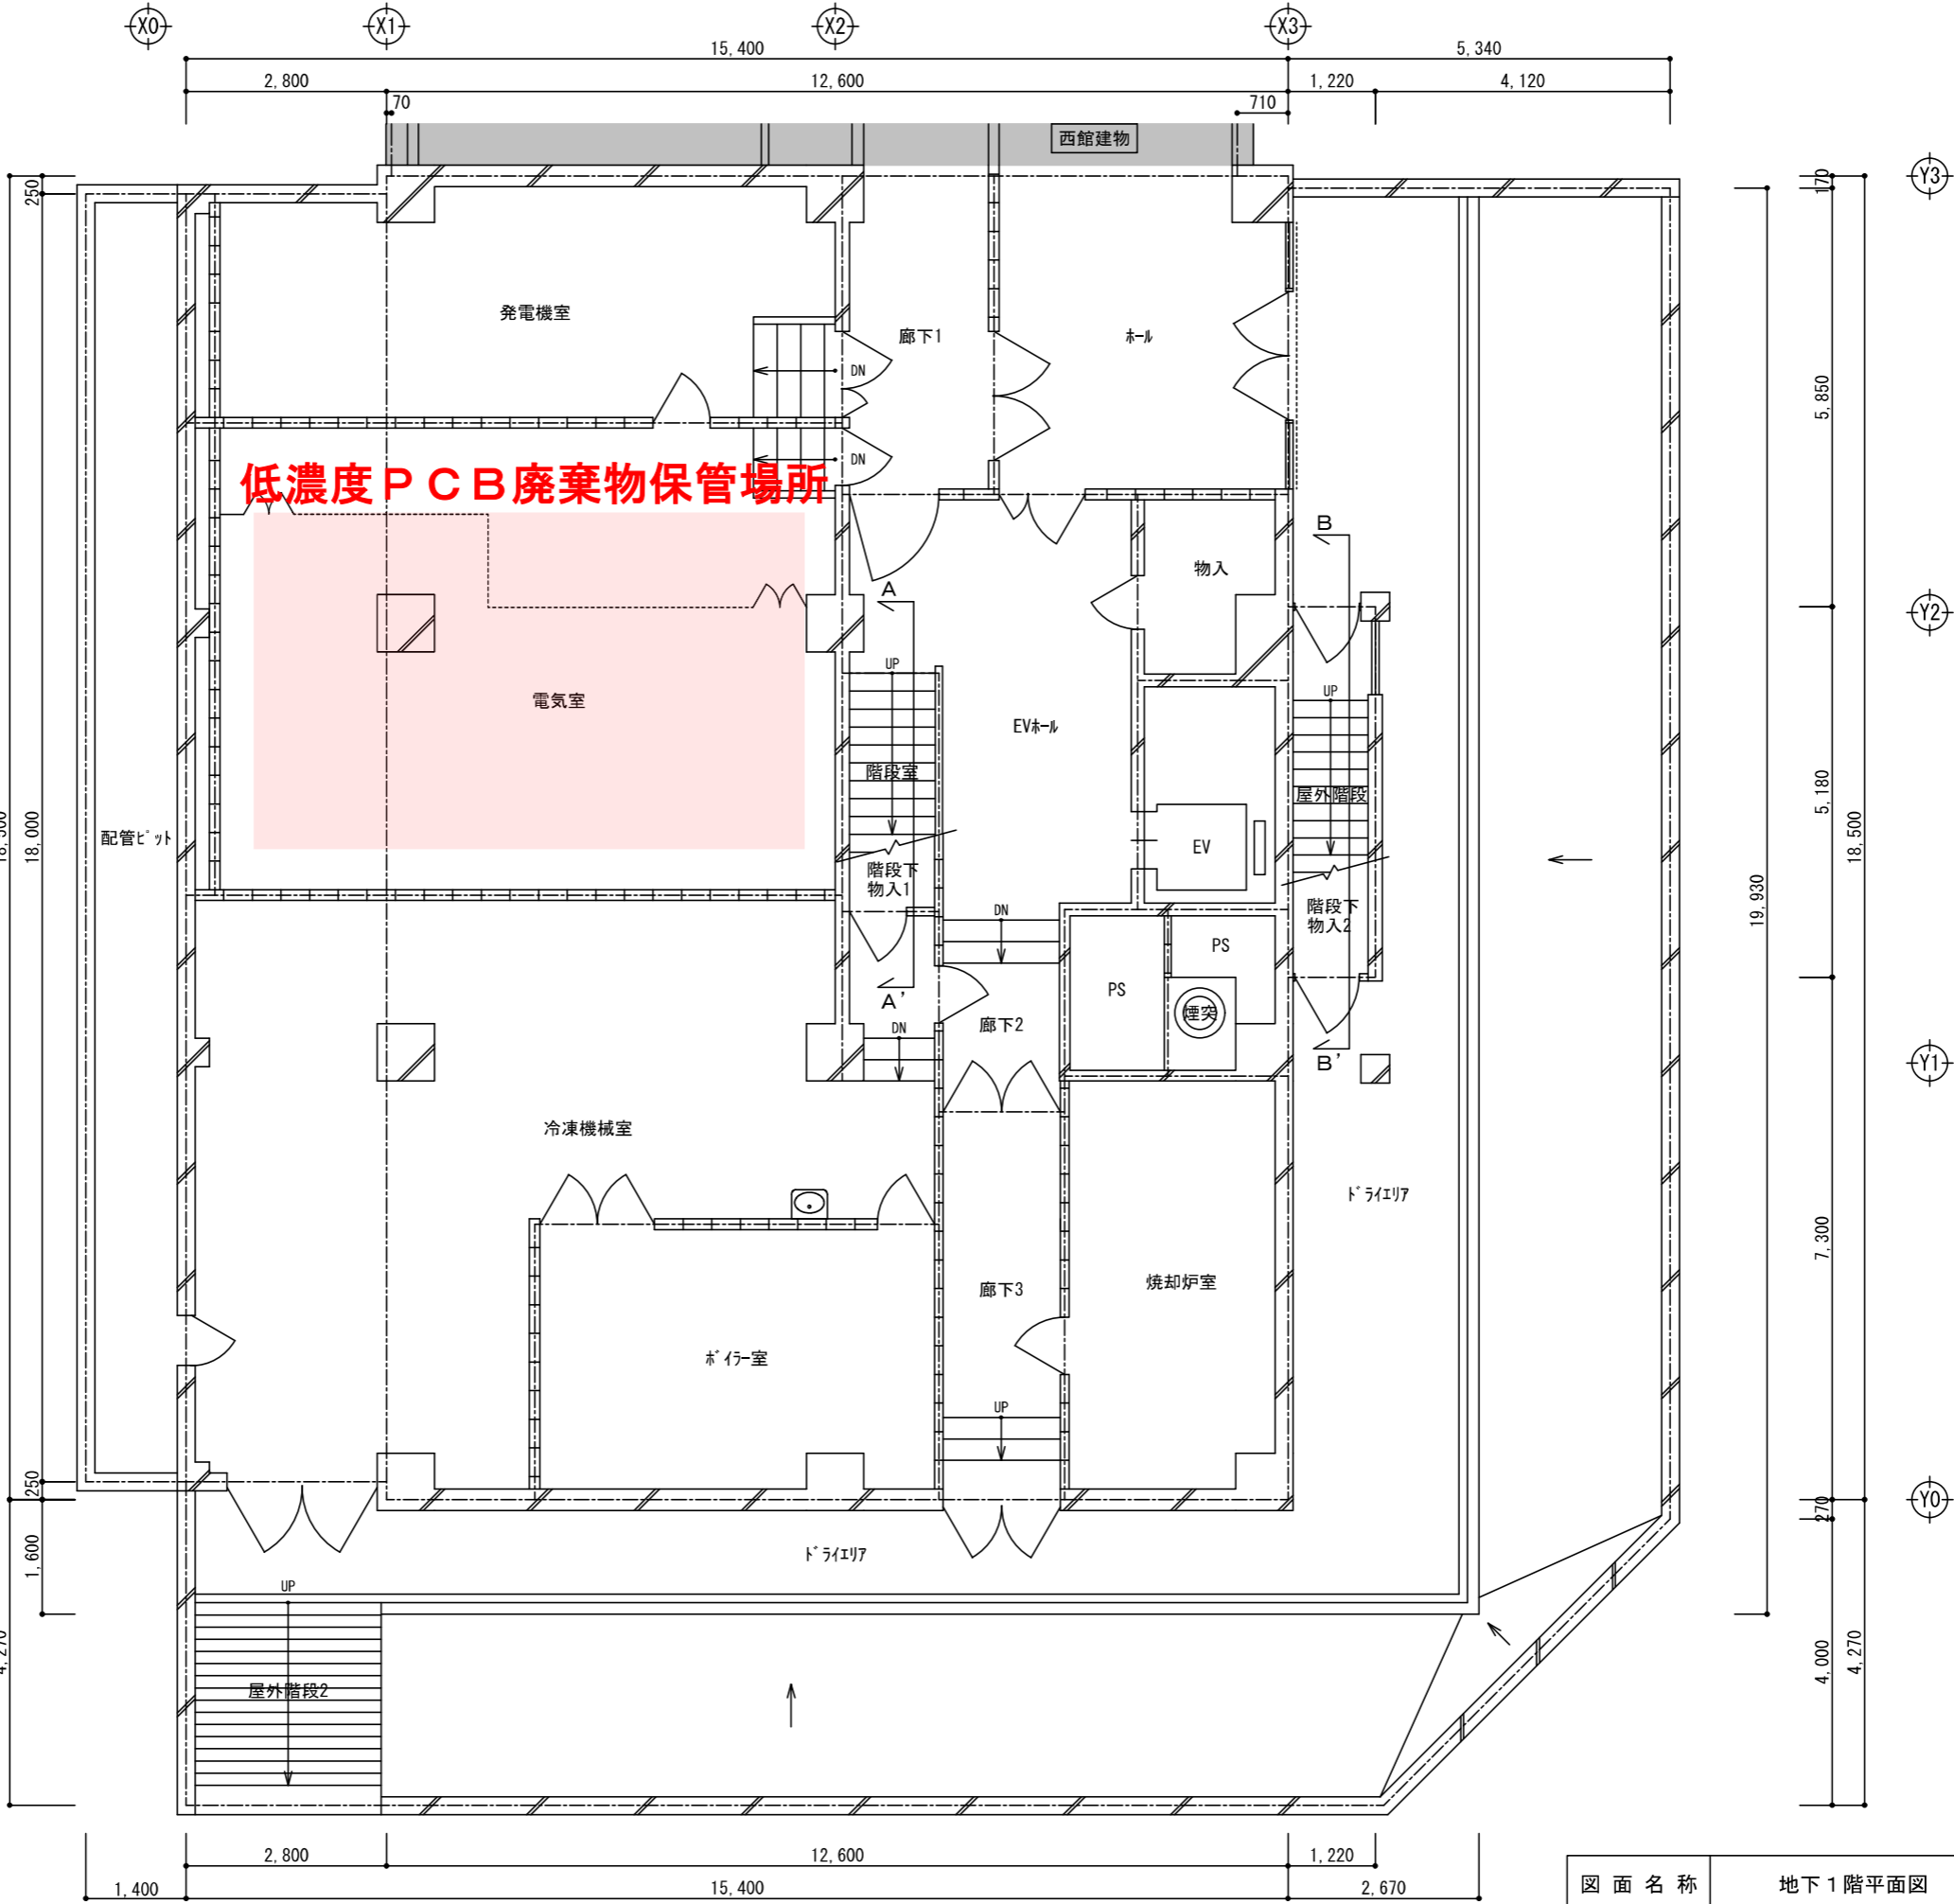 X0 X1 X2 X3
15,400 5,340
2,800 12,600 1,220 4,120
70 710
西館建物
Y3
250 170
発電機室
廊下1
ホール
DN
5,850
DN
低濃度ＰＣＢ廃棄物保管場所
B
物入
A
Y2
UP
UP
電気室
EVホール
階段室
屋外階段
5,180
18,500
18,000
配管ピット
EV
階段下
物入1
階段下
物入2
19,930
DN
PS
PS
A'
煙突
DN
廊下2
B'
Y1
冷凍機械室
ドライエリア
7,300
廊下3
焼却炉室
ボイラー室
UP
250
Y0
270
1,600
ドライエリア
UP
4,000
4,270
屋外階段2
2,800 12,600 1,220
1,400 15,400 2,670
図面名称 地下１階平面図